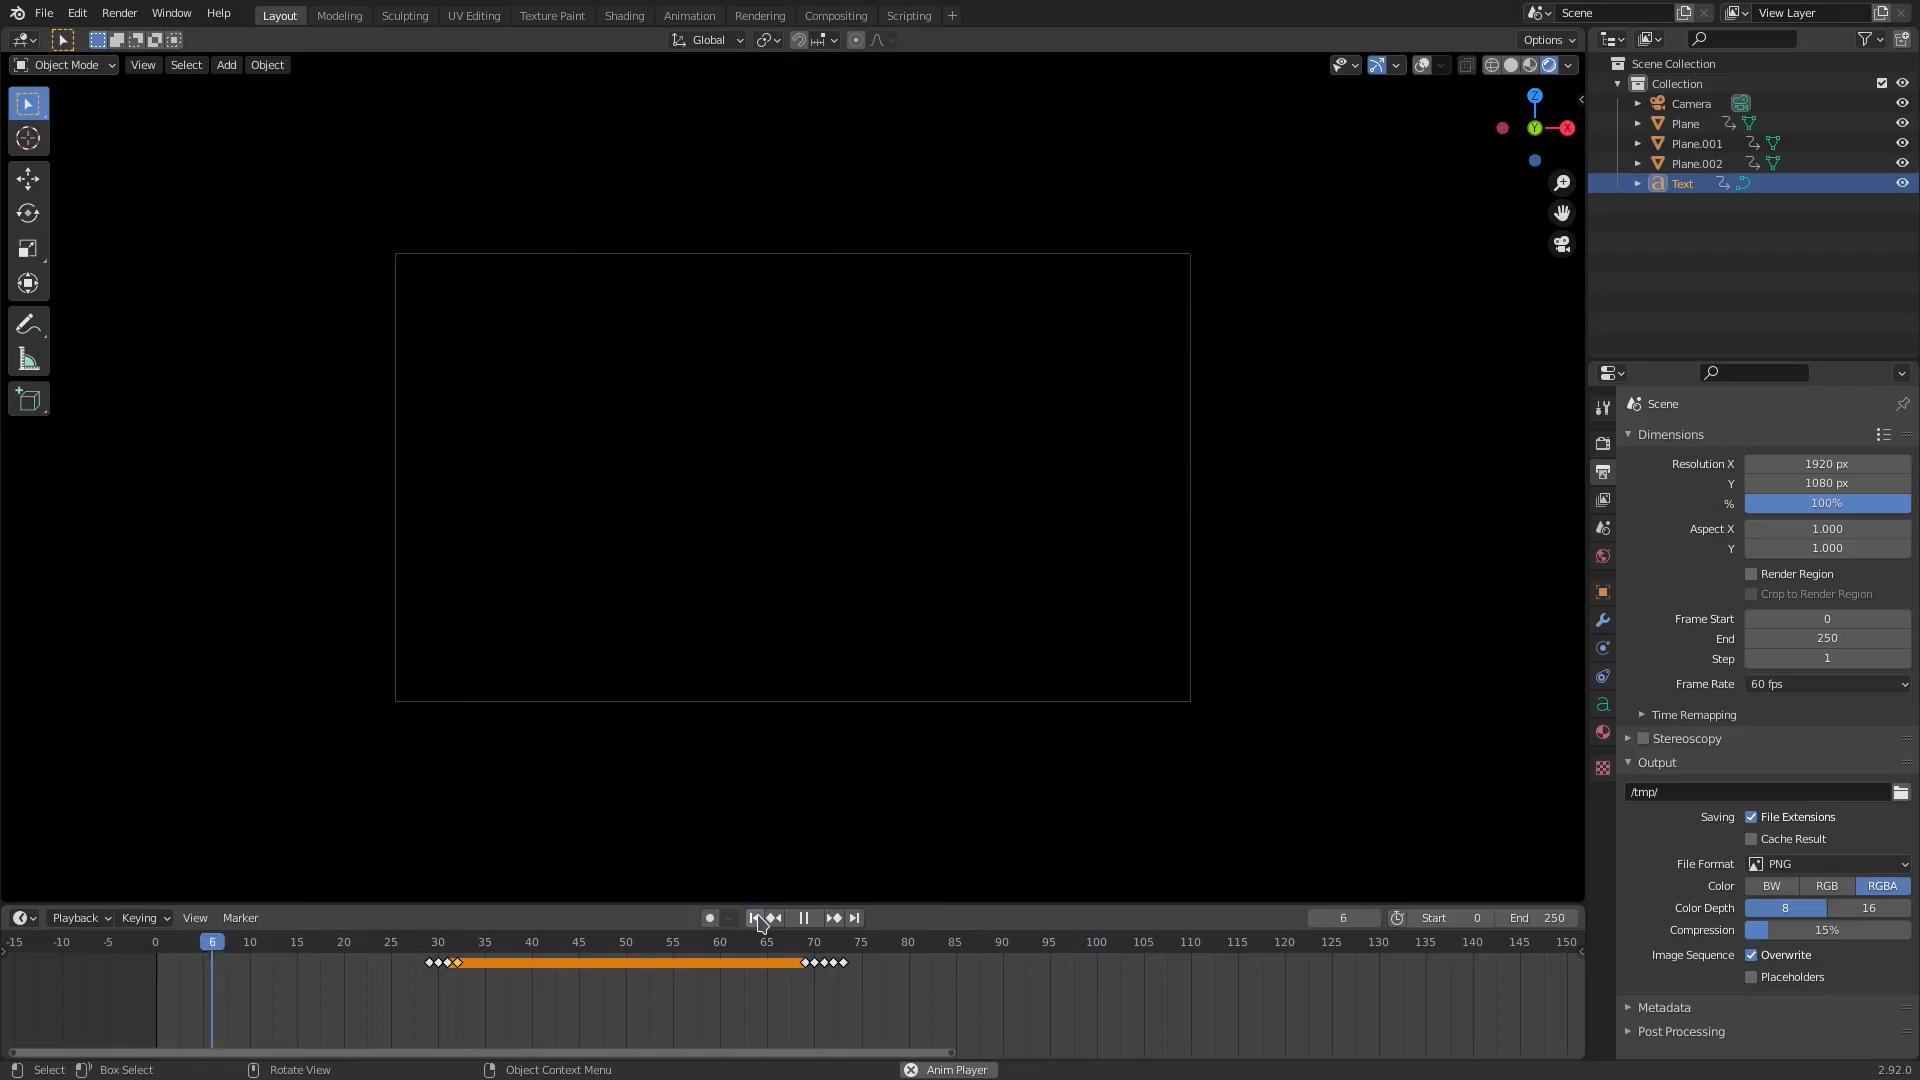 File Edit Render Window Help Layout Modeling Sculpting UV Editing Texture Paint Shading Animation Rendering Compositing Scripting + Scene View Layer
Global Options
Object Mode View Select Add Object
Z
Y X
Scene Collection
Collection
Camera
Plane
Plane.001
Plane.002
Text
Scene
Dimensions
Resolution X 1920 px
Y 1080 px
% 100%
Aspect X 1.000
Y 1.000
Render Region
Crop to Render Region
Frame Start 0
End 250
Step 1
Frame Rate 60 fps
Time Remapping
Stereoscopy
Output
/tmp/
Saving File Extensions
Cache Result
File Format PNG
Color BW RGB RGBA
Color Depth 8 16
Compression 15%
Image Sequence Overwrite
Placeholders
Metadata
Post Processing
Playback Keying View Marker 6 Start 0 End 250
-15 -10 -5 0 6 10 15 20 25 30 35 40 45 50 55 60 65 70 75 80 85 90 95 100 105 110 115 120 125 130 135 140 145 150
Select Box Select Rotate View Object Context Menu Anim Player 2.92.0